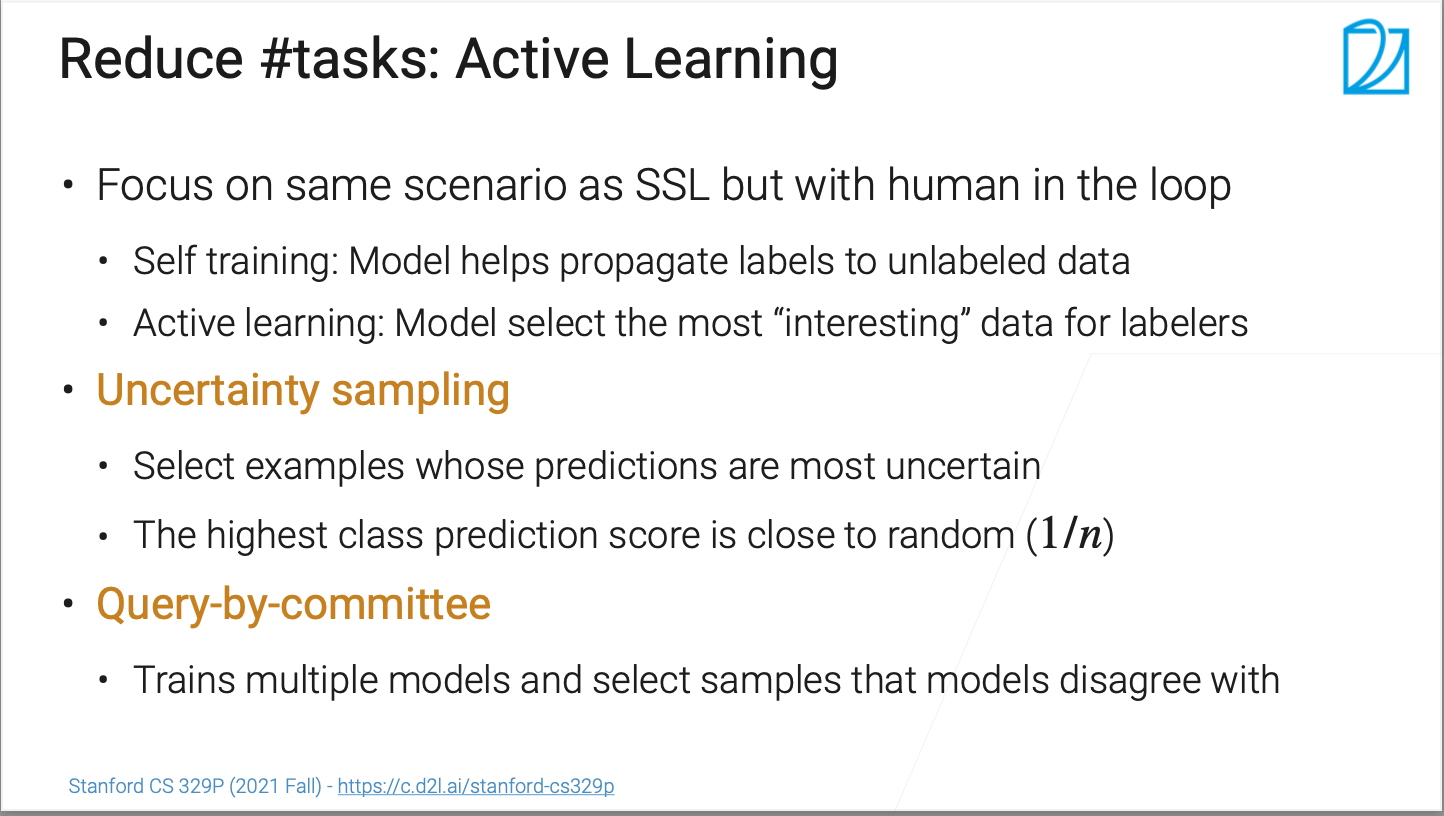 Reduce #tasks: Active Learning
• Focus on same scenario as SSL but with human in the loop
• Self training: Model helps propagate labels to unlabeled data
• Active learning: Model select the most “interesting” data for labelers
• Uncertainty sampling
• Select examples whose predictions are most uncertain
• The highest class prediction score is close to random (1/n)
• Query-by-committee
• Trains multiple models and select samples that models disagree with
Stanford CS 329P (2021 Fall) - https://c.d2l.ai/stanford-cs329p